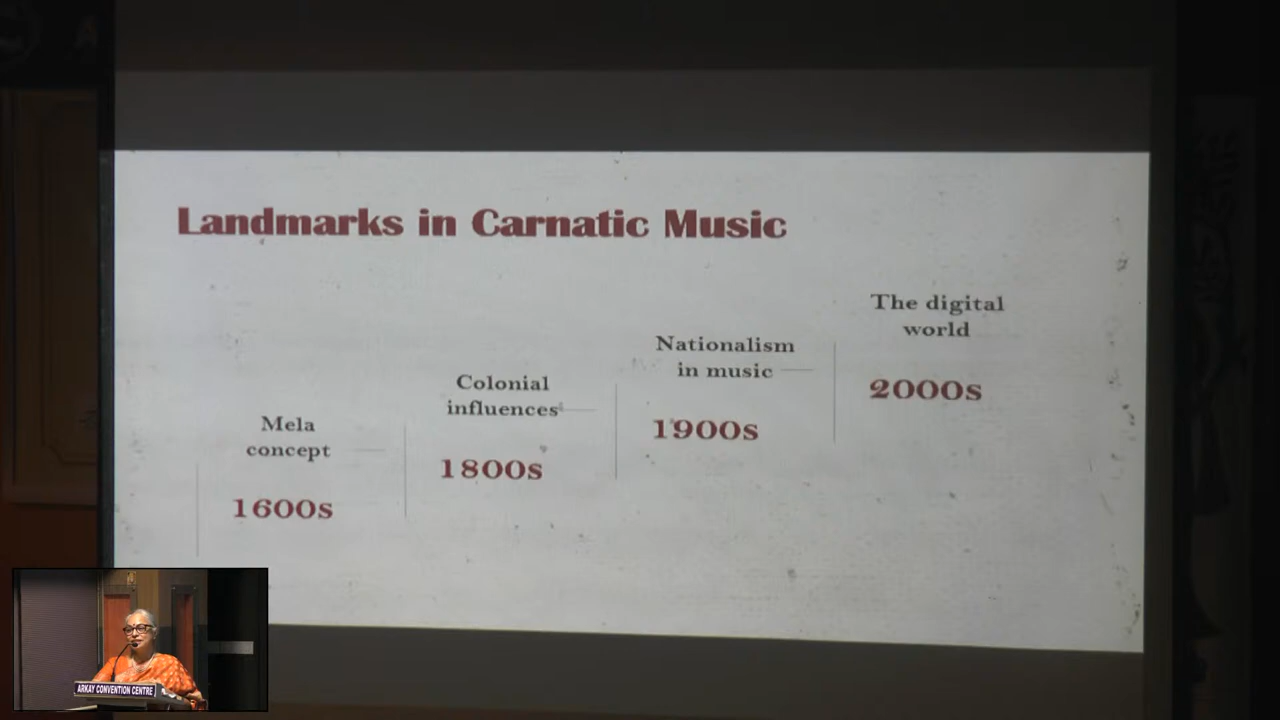 Landmarks in Carnatic Music
Mela
concept
1600s
Colonial
influences
1800s
Nationalism
in music
1900s
The digital
world
2000s
ARKAY CONVENTION CENTRE